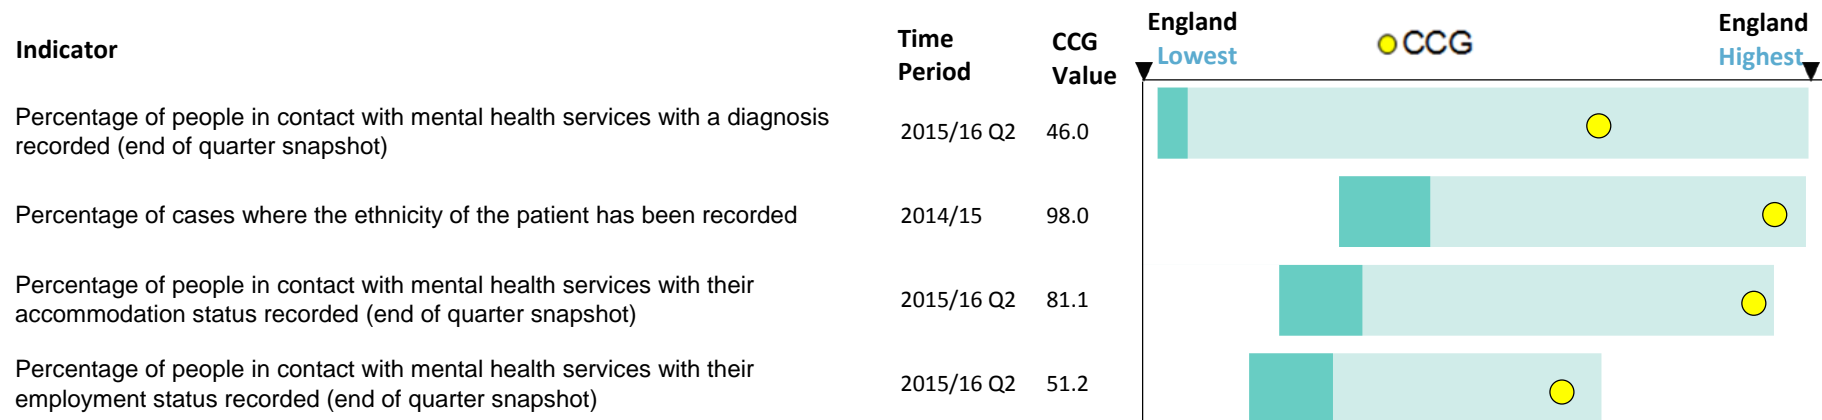 Indicator
Time
Period
CCG
Value
England
Lowest
CCG
England
Highest
Percentage of people in contact with mental health services with a diagnosis
recorded (end of quarter snapshot)
2015/16 Q2
46.0
Percentage of cases where the ethnicity of the patient has been recorded
2014/15
98.0
Percentage of people in contact with mental health services with their
accommodation status recorded (end of quarter snapshot)
2015/16 Q2
81.1
Percentage of people in contact with mental health services with their
employment status recorded (end of quarter snapshot)
2015/16 Q2
51.2